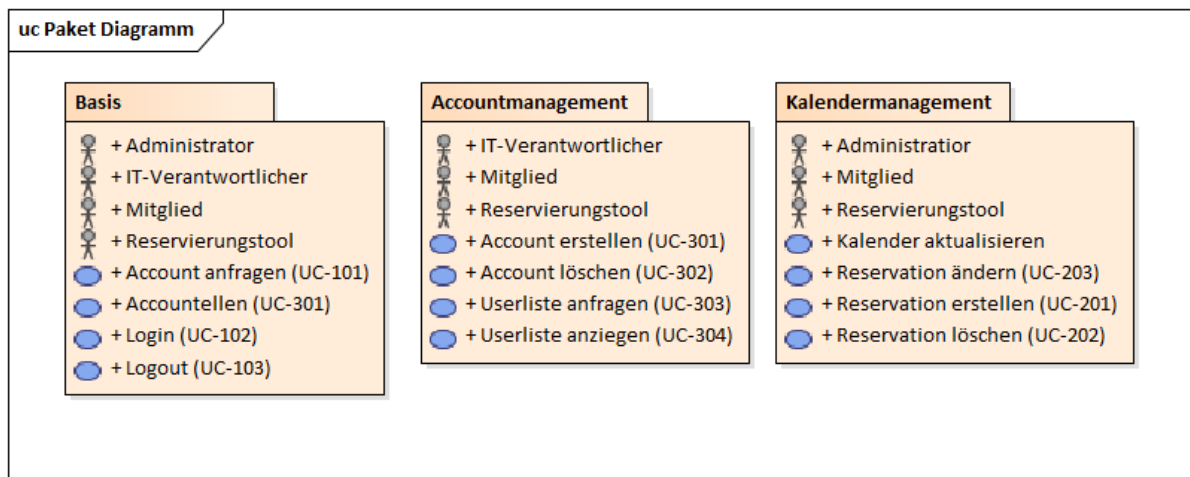 uc Paket Diagramm
Basis
+ Administrator
+ IT-Verantwortlicher
+ Mitglied
+ Reservierungstool
+ Account anfragen (UC-101)
+ Accountellen (UC-301)
+ Login (UC-102)
+ Logout (UC-103)
Accountmanagement
+ IT-Verantwortlicher
+ Mitglied
+ Reservierungstool
+ Account erstellen (UC-301)
+ Account löschen (UC-302)
+ Userliste anfragen (UC-303)
+ Userliste anziegen (UC-304)
Kalendermanagement
+ Administratior
+ Mitglied
+ Reservierungstool
+ Kalender aktualisieren
+ Reservation ändern (UC-203)
+ Reservation erstellen (UC-201)
+ Reservation löschen (UC-202)